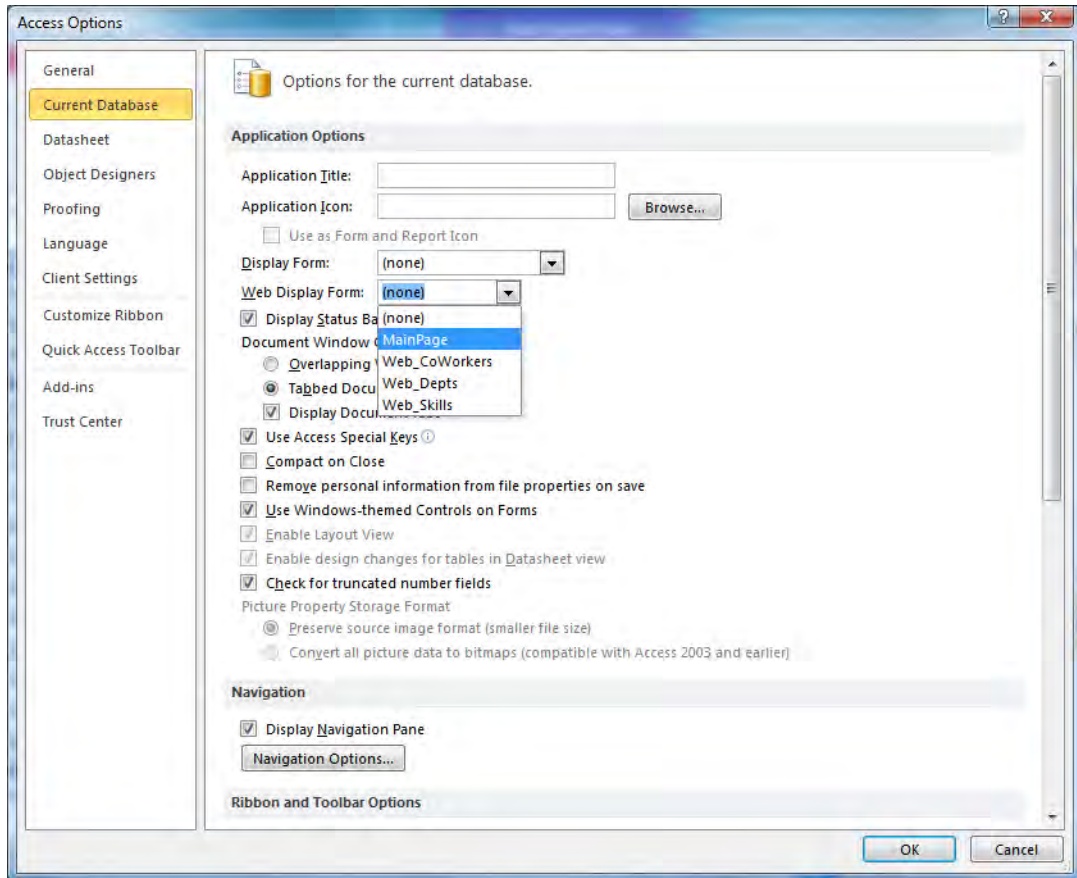 Access Options
General
Current Database
Datasheet
Object Designers
Proofing
Language
Client Settings
Customize Ribbon
Quick Access Toolbar
Add-ins
Trust Center
Options for the current database.
Application Options
Application Title:
Application Icon:
Browse...
Use as Form and Report Icon
Display Form: (none)
Web Display Form: (none)
(none)
MainPage
Web_CoWorkers
Web_Depts
Web_Skills
Display Status Ba
Document Window
Overlapping
Tabbed Docu
Display Docum
Use Access Special Keys
Compact on Close
Remove personal information from file properties on save
Use Windows-themed Controls on Forms
Enable Layout View
Enable design changes for tables in Datasheet view
Check for truncated number fields
Picture Property Storage Format
Preserve source image format (smaller file size)
Convert all picture data to bitmaps (compatible with Access 2003 and earlier)
Navigation
Display Navigation Pane
Navigation Options...
Ribbon and Toolbar Options
OK
Cancel